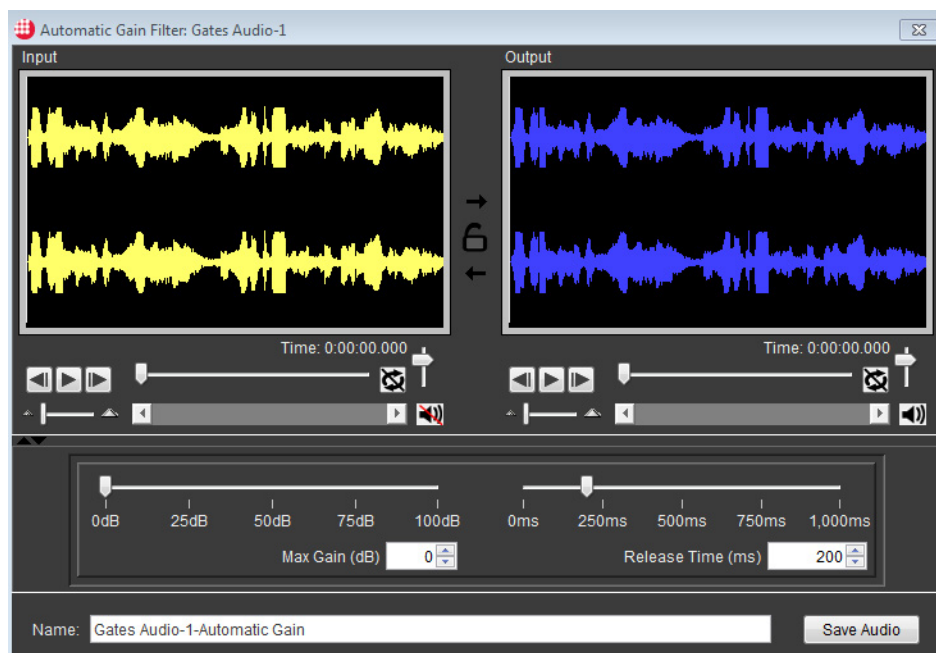 Automatic Gain Filter: Gates Audio-1
Input
Output
Time: 0:00:00.000
Time: 0:00:00.000
0dB 25dB 50dB 75dB 100dB
0ms 250ms 500ms 750ms 1,000ms
Max Gain (dB) 0
Release Time (ms) 200
Name: Gates Audio-1-Automatic Gain
Save Audio